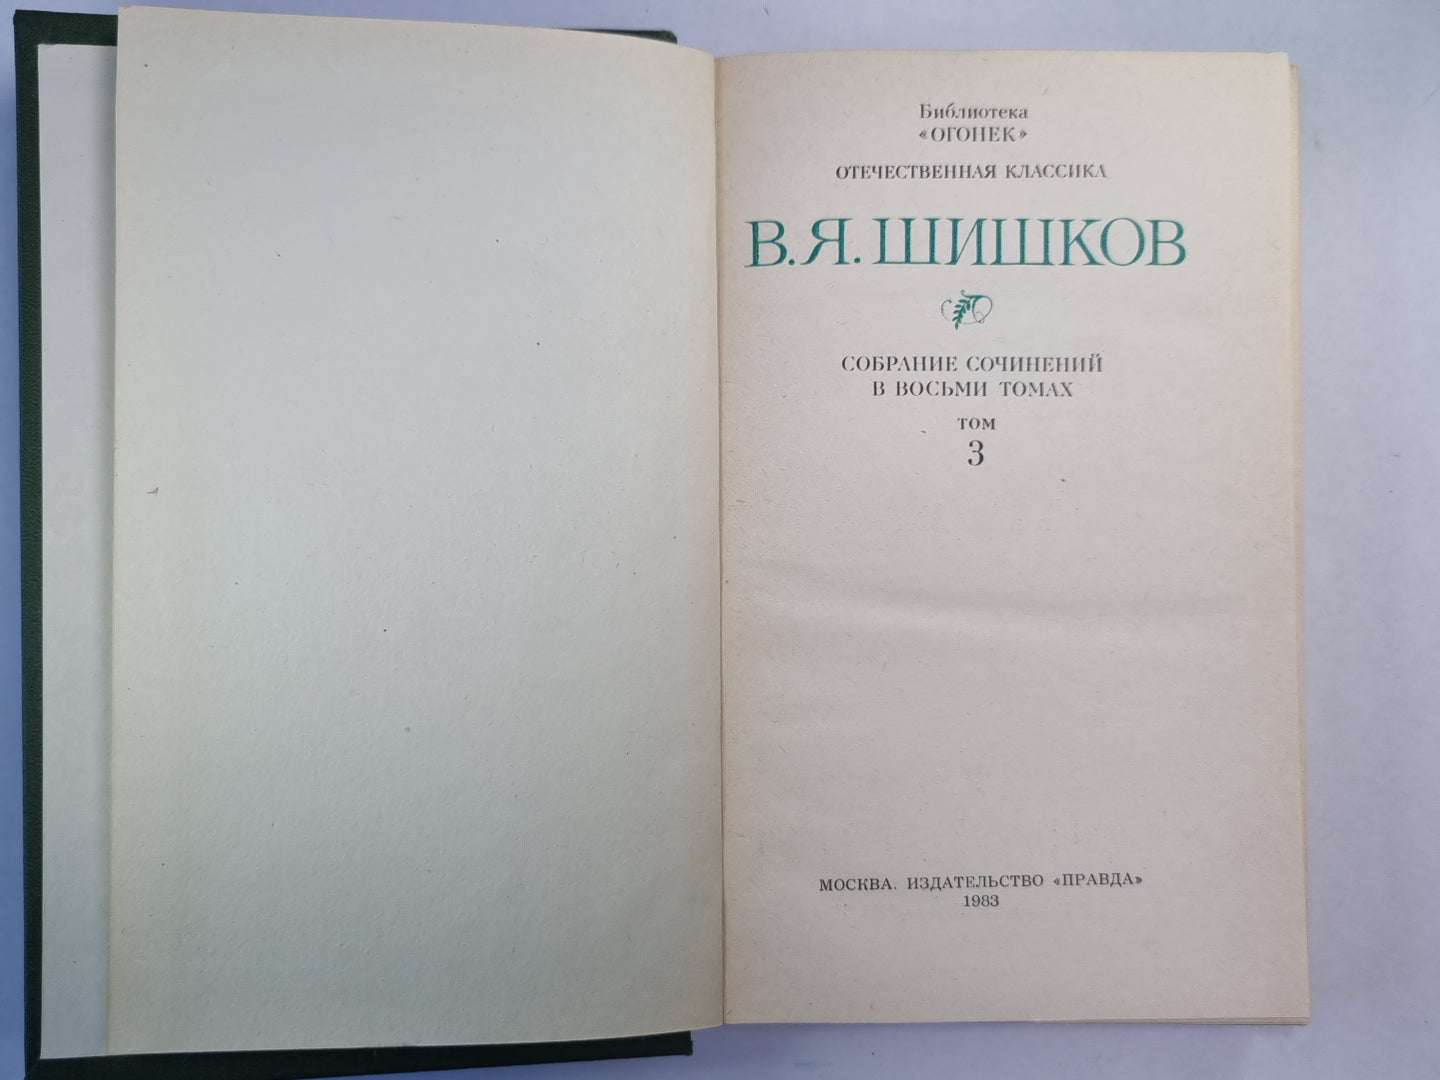 Библиотека
«ОГОНЕК»
ОТЕЧЕСТВЕННАЯ КЛАССИКА
В.Я.ШИШКОВ
СОБРАНИЕ СОЧИНЕНИЙ
В ВОСЬМИ ТОМАХ
ТОМ
3
МОСКВА. ИЗДАТЕЛЬСТВО «ПРАВДА»
1983